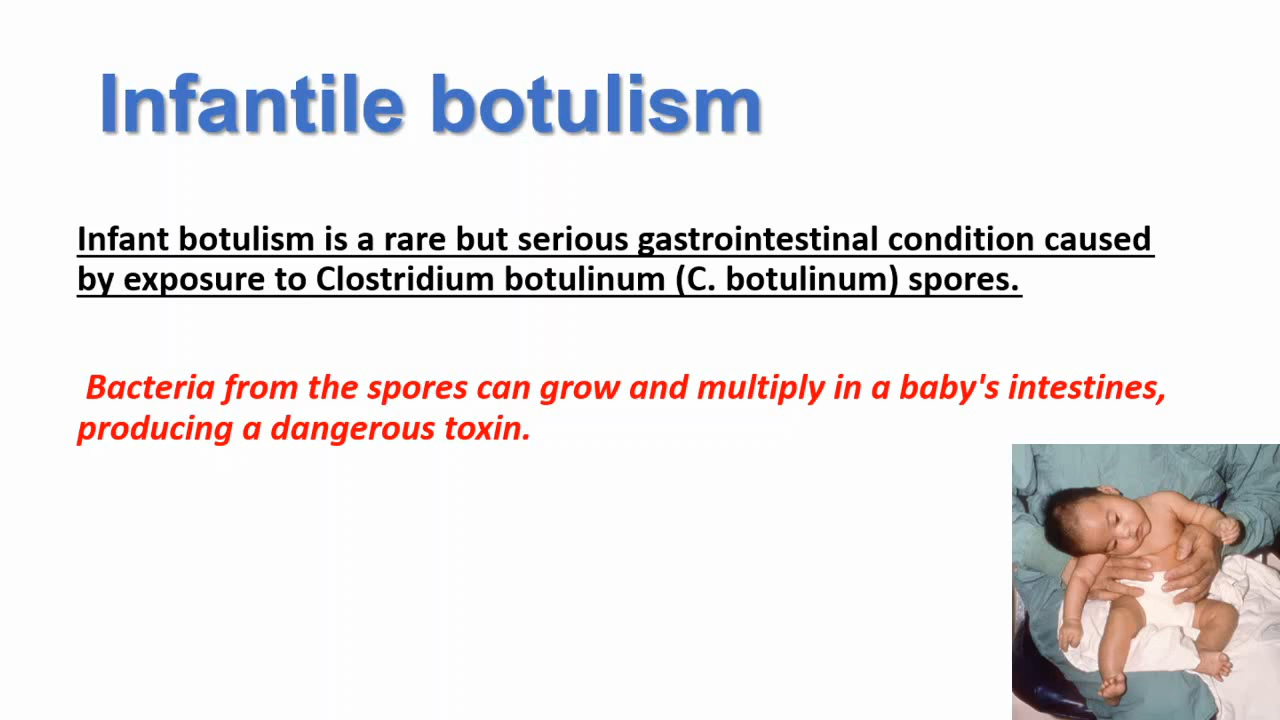 Infantile botulism
Infant botulism is a rare but serious gastrointestinal condition caused
by exposure to Clostridium botulinum (C. botulinum) spores.
Bacteria from the spores can grow and multiply in a baby's intestines,
producing a dangerous toxin.